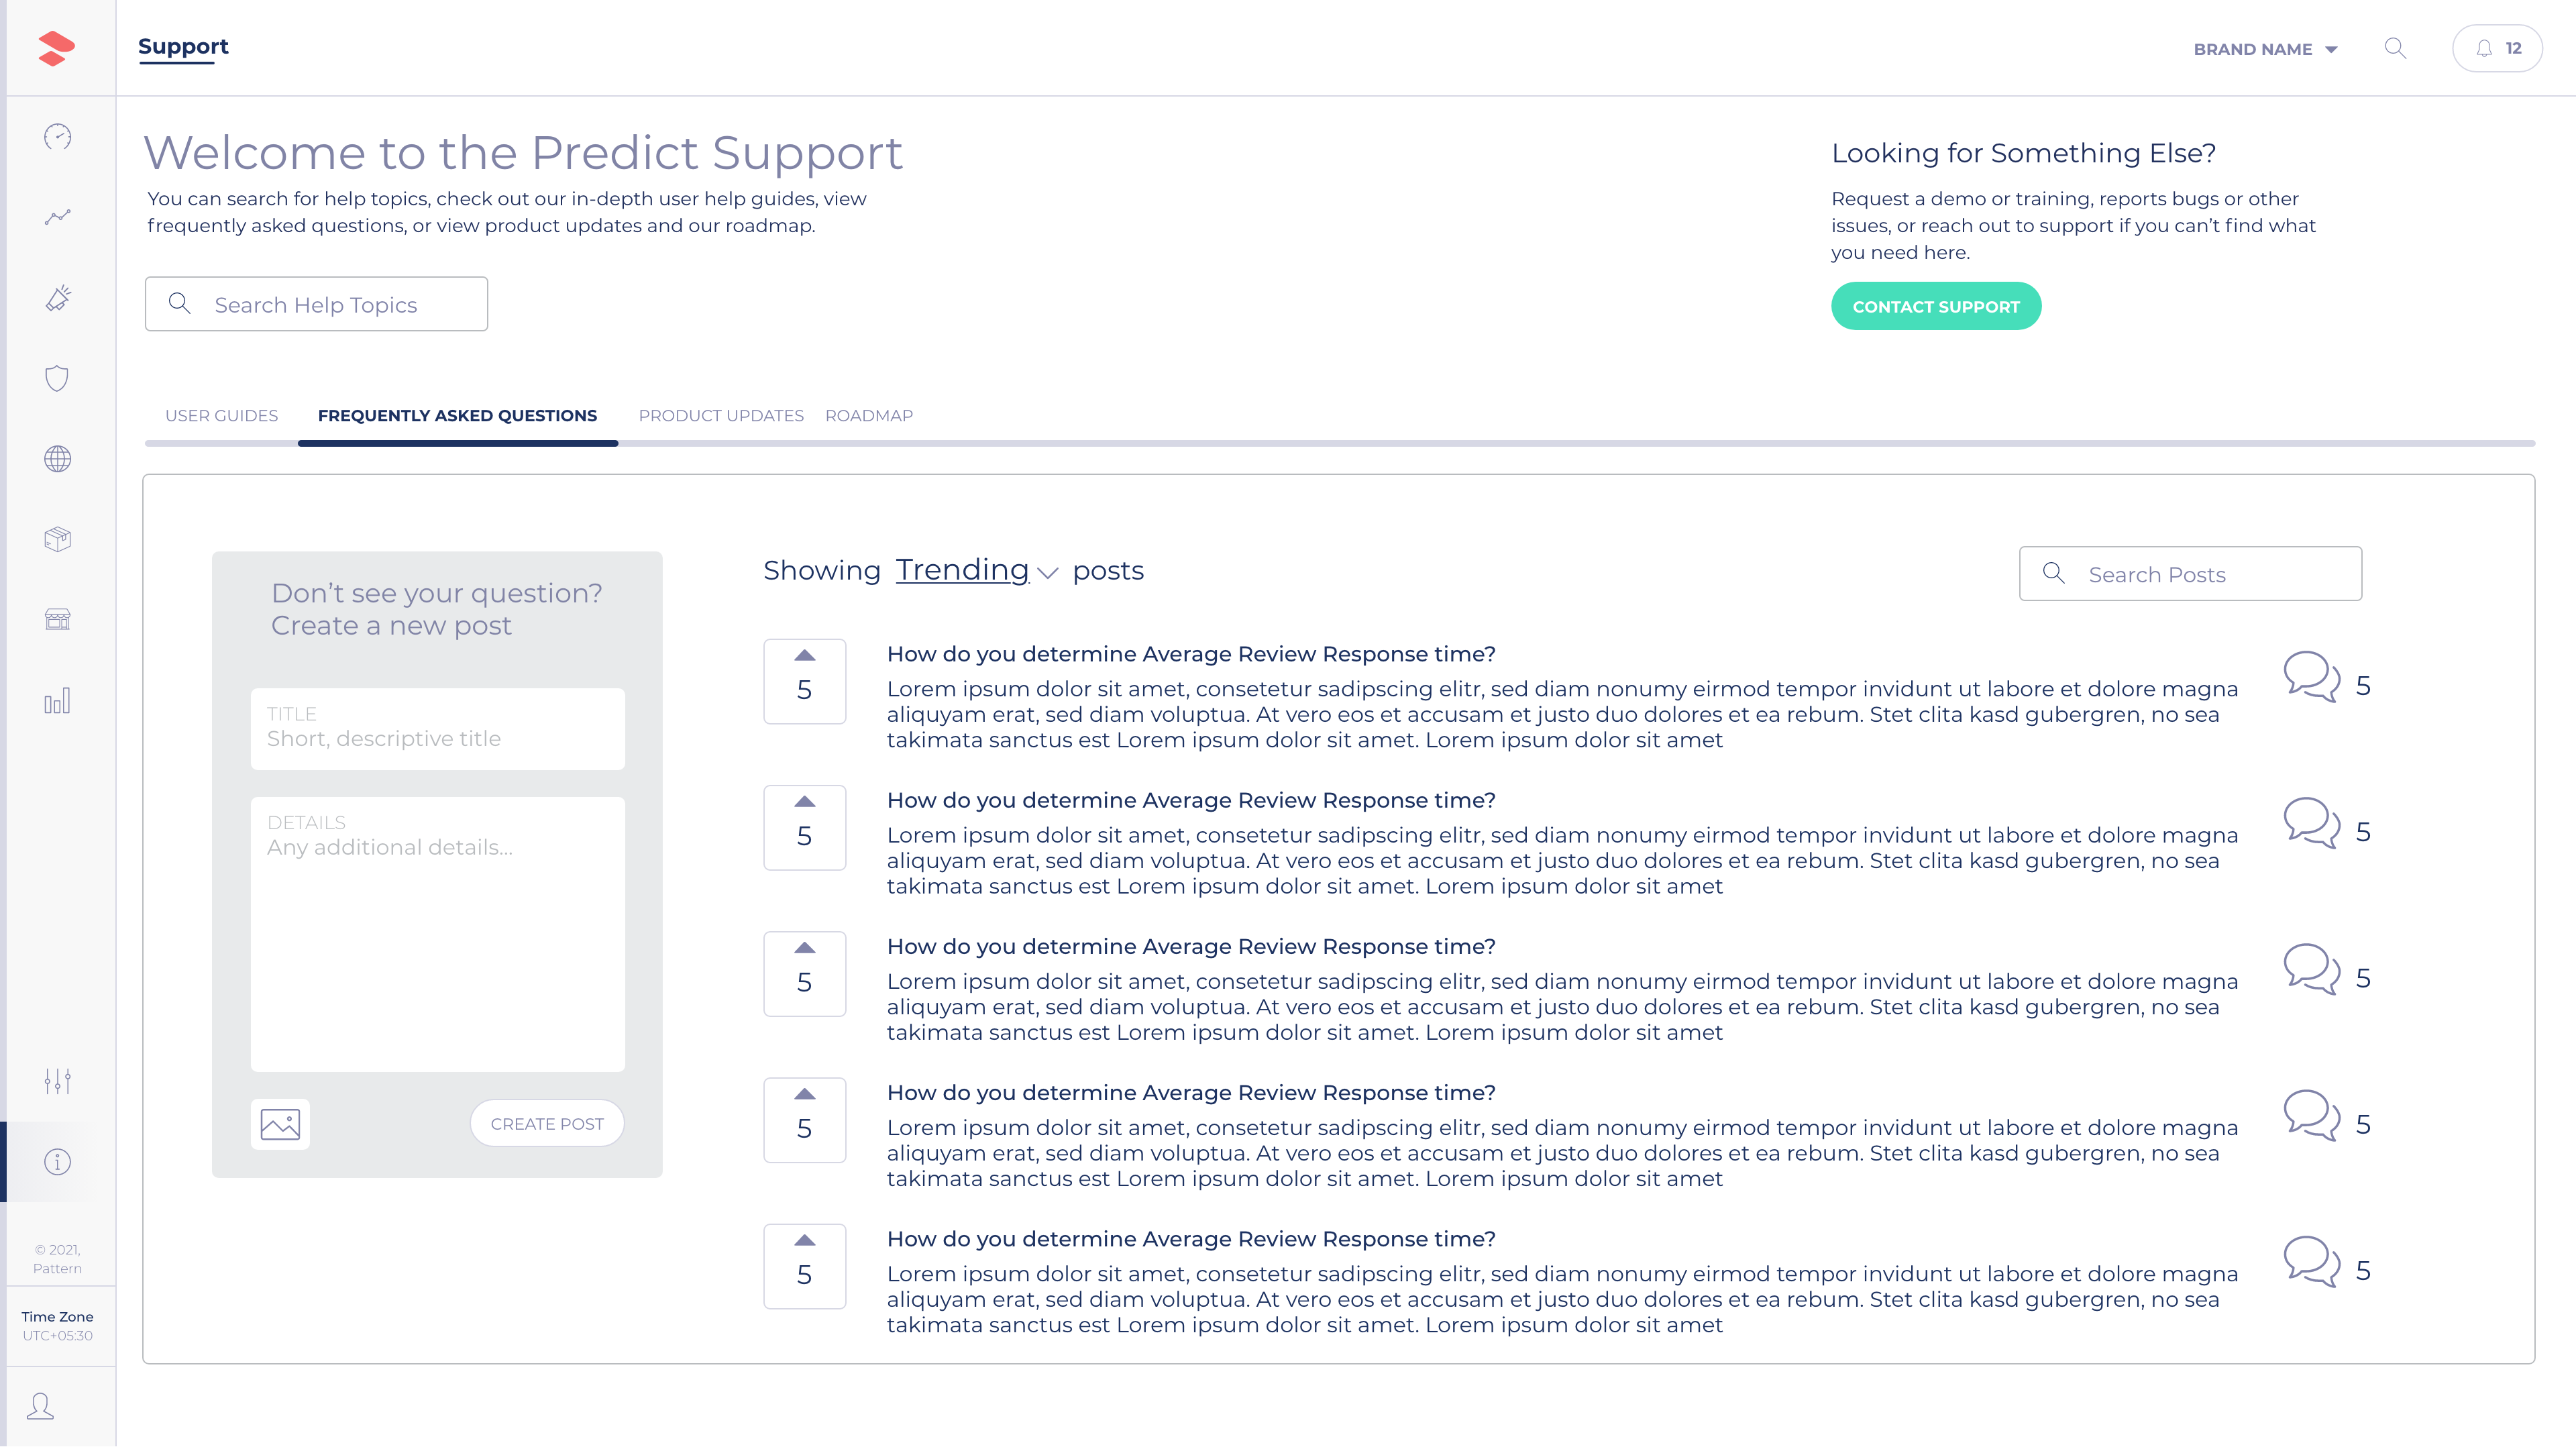 Support
BRAND NAME
12
Welcome to the Predict Support
You can search for help topics, check out our in-depth user help guides, view
frequently asked questions, or view product updates and our roadmap.
Search Help Topics
Looking for Something Else?
Request a demo or training, reports bugs or other
issues, or reach out to support if you can’t find what
you need here.
CONTACT SUPPORT
USER GUIDES
FREQUENTLY ASKED QUESTIONS
PRODUCT UPDATES
ROADMAP
Don’t see your question?
Create a new post
TITLE
Short, descriptive title
DETAILS
Any additional details...
CREATE POST
Showing Trending posts
Search Posts
5
How do you determine Average Review Response time?
Lorem ipsum dolor sit amet, consetetur sadipscing elitr, sed diam nonumy eirmod tempor invidunt ut labore et dolore magna
aliquyam erat, sed diam voluptua. At vero eos et accusam et justo duo dolores et ea rebum. Stet clita kasd gubergren, no sea
takimata sanctus est Lorem ipsum dolor sit amet. Lorem ipsum dolor sit amet
5
5
How do you determine Average Review Response time?
Lorem ipsum dolor sit amet, consetetur sadipscing elitr, sed diam nonumy eirmod tempor invidunt ut labore et dolore magna
aliquyam erat, sed diam voluptua. At vero eos et accusam et justo duo dolores et ea rebum. Stet clita kasd gubergren, no sea
takimata sanctus est Lorem ipsum dolor sit amet. Lorem ipsum dolor sit amet
5
5
How do you determine Average Review Response time?
Lorem ipsum dolor sit amet, consetetur sadipscing elitr, sed diam nonumy eirmod tempor invidunt ut labore et dolore magna
aliquyam erat, sed diam voluptua. At vero eos et accusam et justo duo dolores et ea rebum. Stet clita kasd gubergren, no sea
takimata sanctus est Lorem ipsum dolor sit amet. Lorem ipsum dolor sit amet
5
5
How do you determine Average Review Response time?
Lorem ipsum dolor sit amet, consetetur sadipscing elitr, sed diam nonumy eirmod tempor invidunt ut labore et dolore magna
aliquyam erat, sed diam voluptua. At vero eos et accusam et justo duo dolores et ea rebum. Stet clita kasd gubergren, no sea
takimata sanctus est Lorem ipsum dolor sit amet. Lorem ipsum dolor sit amet
5
5
How do you determine Average Review Response time?
Lorem ipsum dolor sit amet, consetetur sadipscing elitr, sed diam nonumy eirmod tempor invidunt ut labore et dolore magna
aliquyam erat, sed diam voluptua. At vero eos et accusam et justo duo dolores et ea rebum. Stet clita kasd gubergren, no sea
takimata sanctus est Lorem ipsum dolor sit amet. Lorem ipsum dolor sit amet
5
© 2021,
Pattern
Time Zone
UTC+05:30